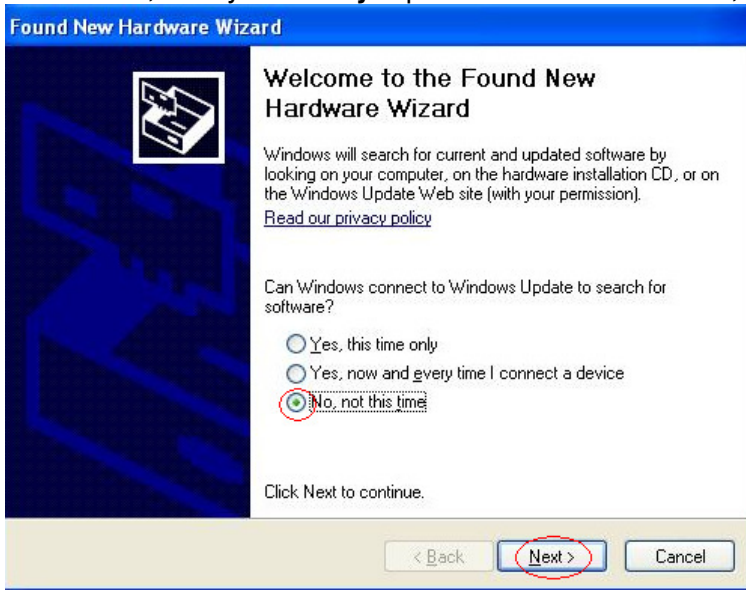 Found New Hardware Wizard
Welcome to the Found New
Hardware Wizard
Windows will search for current and updated software by
looking on your computer, on the hardware installation CD, or on
the Windows Update Web site (with your permission).
Read our privacy policy
Can Windows connect to Windows Update to search for
software?
Yes, this time only
Yes, now and every time I connect a device
No, not this time
Click Next to continue.
< Back
Next >
Cancel